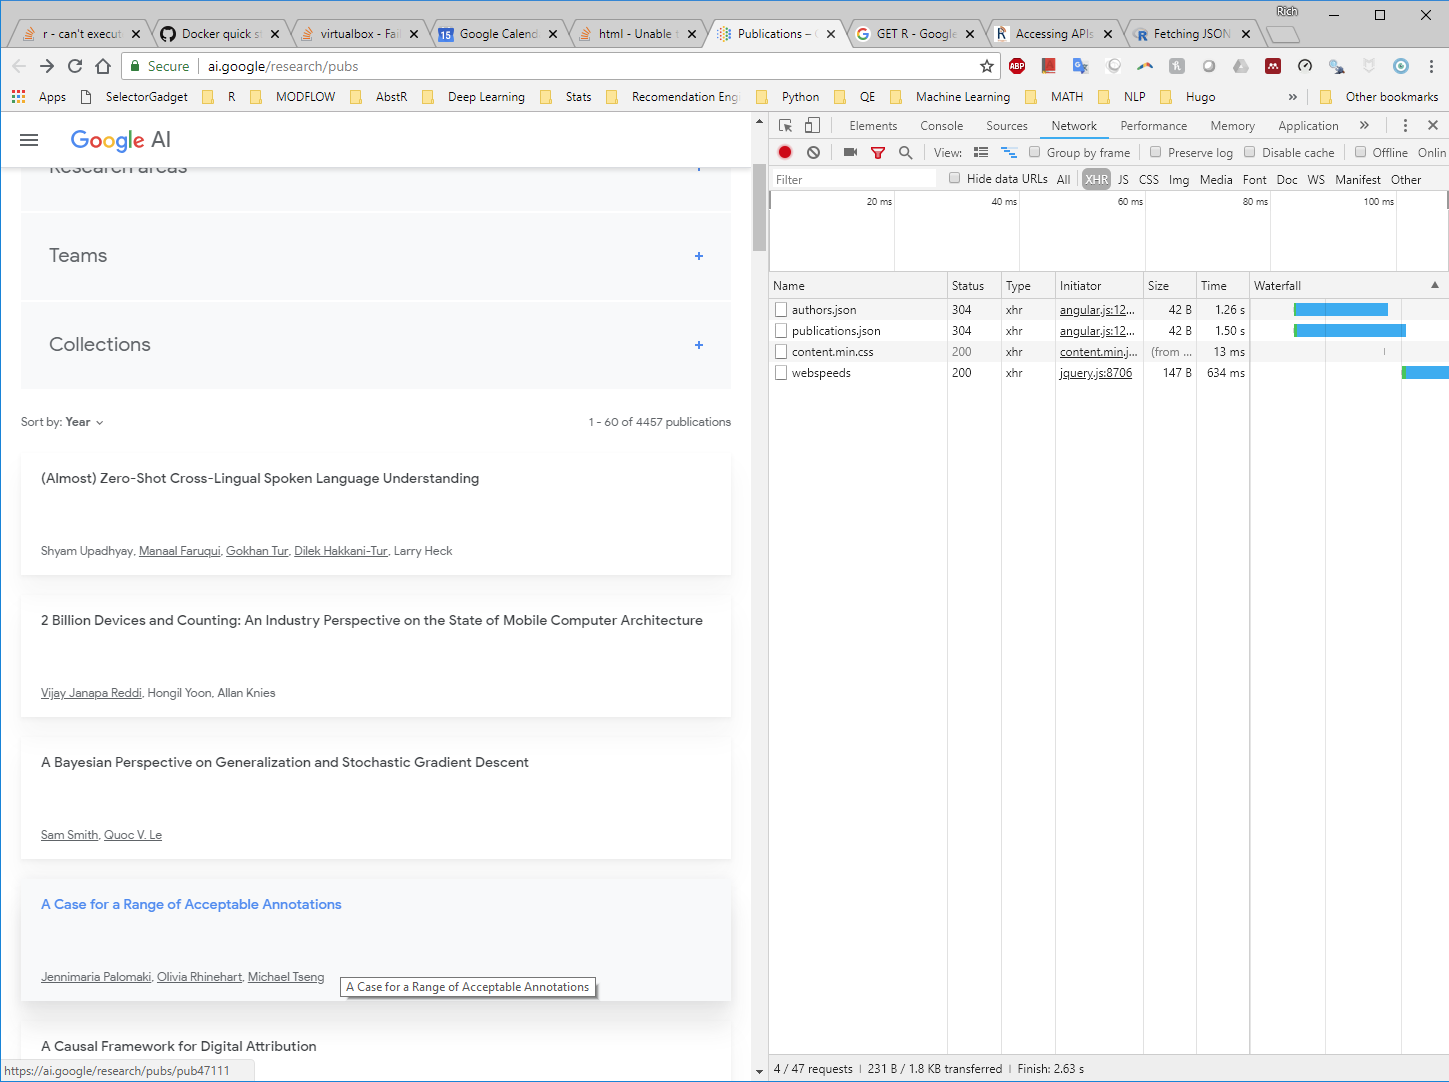 Rich
r - can't execut
Docker quick s
virtualbox - Fai
Google Calend
html - Unable t
Publications –
GET R - Google
Accessing APIs
Fetching JSON
Secure
ai.google/research/pubs
ABP
Apps
SelectorGadget
R
MODFLOW
AbstR
Deep Learning
Stats
Recomendation Eng
Python
QE
Machine Learning
MATH
NLP
Hugo
»
Other bookmarks
Google AI
Research areas
+
Teams
+
Collections
+
Sort by: Year
1 - 60 of 4457 publications
(Almost) Zero-Shot Cross-Lingual Spoken Language Understanding
Shyam Upadhyay, Manaal Faruqui, Gokhan Tur, Dilek Hakkani-Tur, Larry Heck
2 Billion Devices and Counting: An Industry Perspective on the State of Mobile Computer Architecture
Vijay Janapa Reddi, Hongil Yoon, Allan Knies
A Bayesian Perspective on Generalization and Stochastic Gradient Descent
Sam Smith, Quoc V. Le
A Case for a Range of Acceptable Annotations
Jennimaria Palomaki, Olivia Rhinehart, Michael Tseng
A Case for a Range of Acceptable Annotations
A Causal Framework for Digital Attribution
https://ai.google/research/pubs/pub47111
Elements Console Sources Network Performance Memory Application »
View: Group by frame Preserve log Disable cache Offline Onlin
Filter Hide data URLs All XHR JS CSS Img Media Font Doc WS Manifest Other
20 ms 40 ms 60 ms 80 ms 100 ms
Name Status Type Initiator Size Time Waterfall
authors.json 304 xhr angular.js:12... 42 B 1.26 s
publications.json 304 xhr angular.js:12... 42 B 1.50 s
content.min.css 200 xhr content.min.j... (from ... 13 ms
webspeeds 200 xhr jquery.js:8706 147 B 634 ms
4 / 47 requests | 231 B / 1.8 KB transferred | Finish: 2.63 s